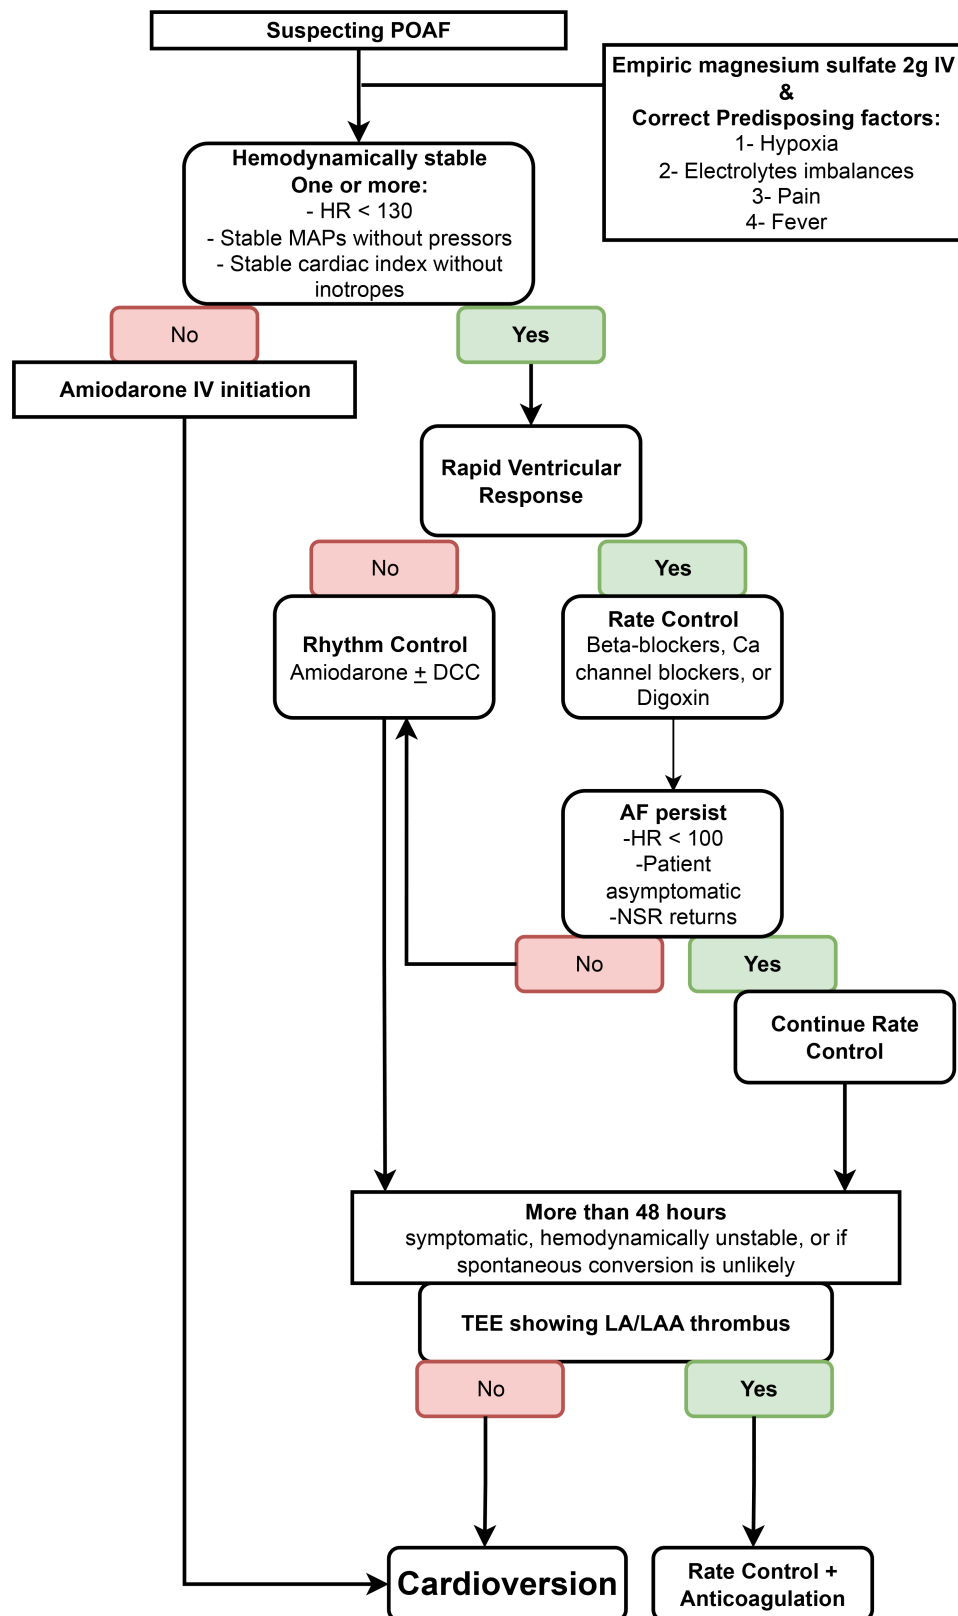 Suspecting POAF
Empiric magnesium sulfate 2g IV
&
Correct Predisposing factors:
1- Hypoxia
2- Electrolytes imbalances
3- Pain
4- Fever
Hemodynamically stable
One or more:
- HR < 130
- Stable MAPs without pressors
- Stable cardiac index without
inotropes
No
Yes
Amiodarone IV initiation
Rapid Ventricular
Response
No
Yes
Rhythm Control
Amiodarone ± DCC
Rate Control
Beta-blockers, Ca
channel blockers, or
Digoxin
AF persist
-HR < 100
-Patient
asymptomatic
-NSR returns
No
Yes
Continue Rate
Control
More than 48 hours
symptomatic, hemodynamically unstable, or if
spontaneous conversion is unlikely
TEE showing LA/LAA thrombus
No
Yes
Cardioversion
Rate Control +
Anticoagulation